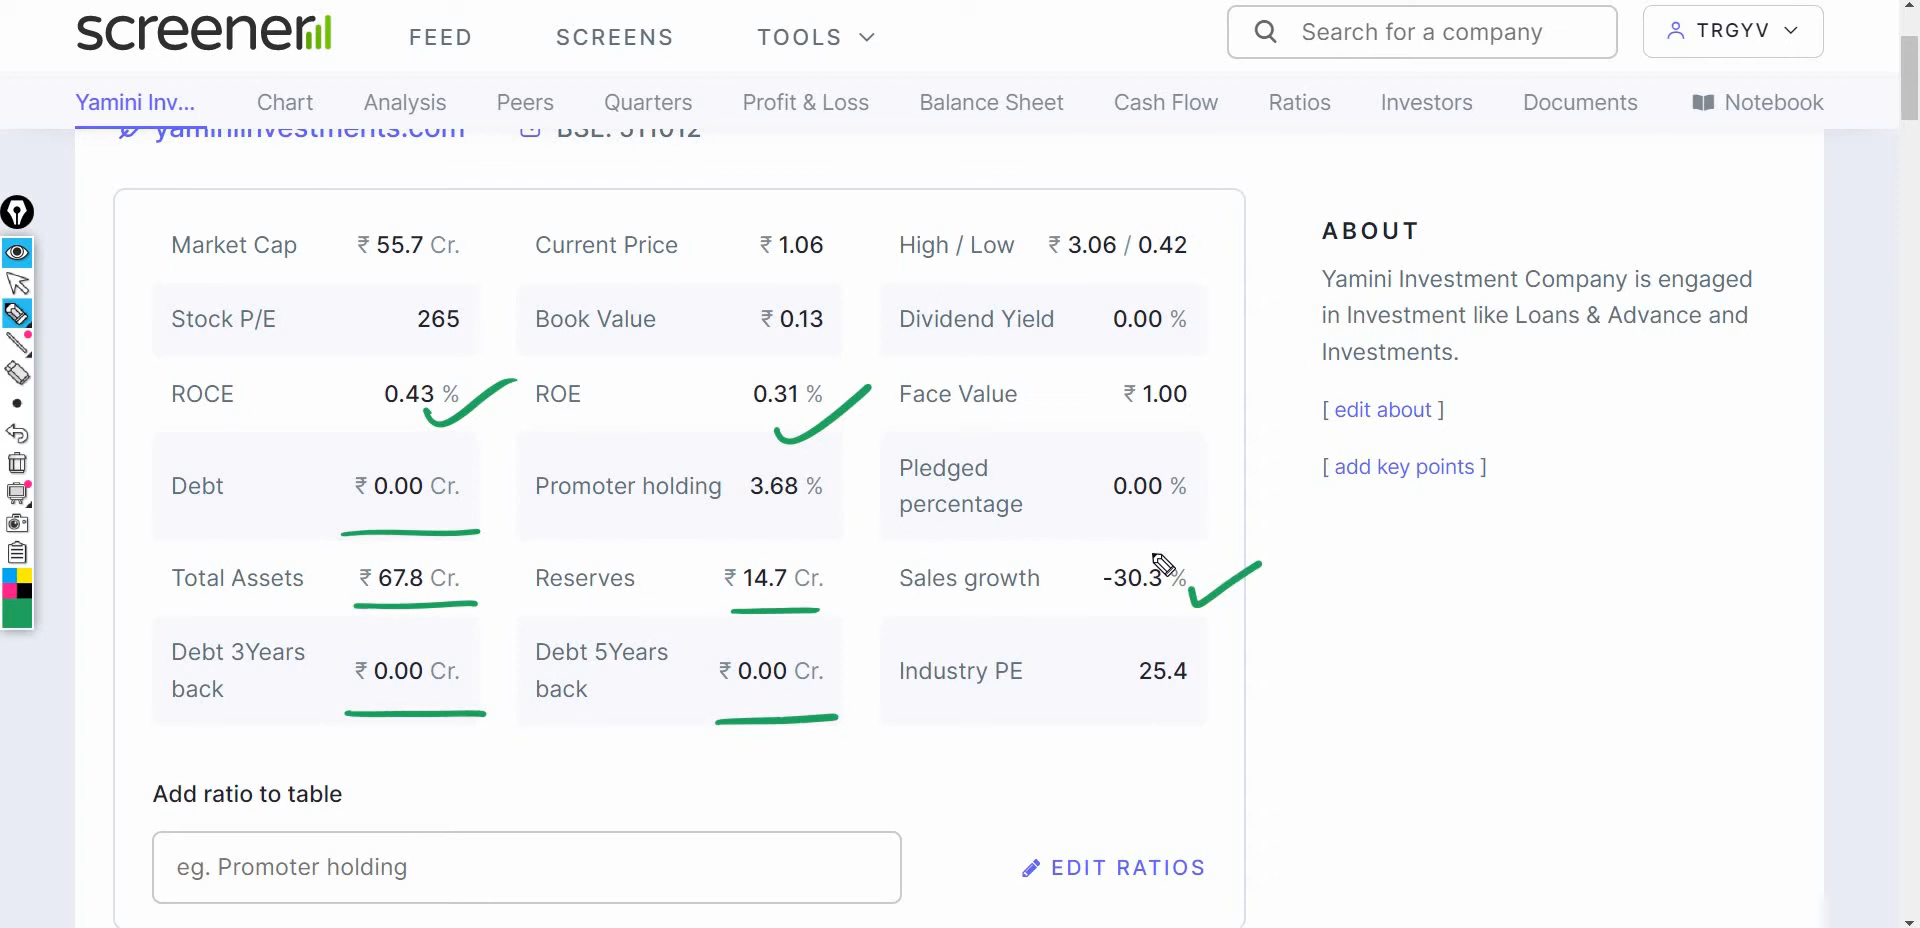 screener
FEED
SCREENS
TOOLS
Search for a company
TRGYV
Yamini Inv...
Chart
Analysis
Peers
Quarters
Profit & Loss
Balance Sheet
Cash Flow
Ratios
Investors
Documents
Notebook
yaminiinvestments.com
BSE: 511012
Market Cap ₹ 55.7 Cr.
Current Price ₹ 1.06
High / Low ₹ 3.06 / 0.42
Stock P/E 265
Book Value ₹ 0.13
Dividend Yield 0.00 %
ROCE 0.43 %
ROE 0.31 %
Face Value ₹ 1.00
Debt ₹ 0.00 Cr.
Promoter holding 3.68 %
Pledged
percentage 0.00 %
Total Assets ₹ 67.8 Cr.
Reserves ₹ 14.7 Cr.
Sales growth -30.3 %
Debt 3Years
back ₹ 0.00 Cr.
Debt 5Years
back ₹ 0.00 Cr.
Industry PE 25.4
Add ratio to table
eg. Promoter holding
EDIT RATIOS
ABOUT
Yamini Investment Company is engaged
in Investment like Loans & Advance and
Investments.
[ edit about ]
[ add key points ]